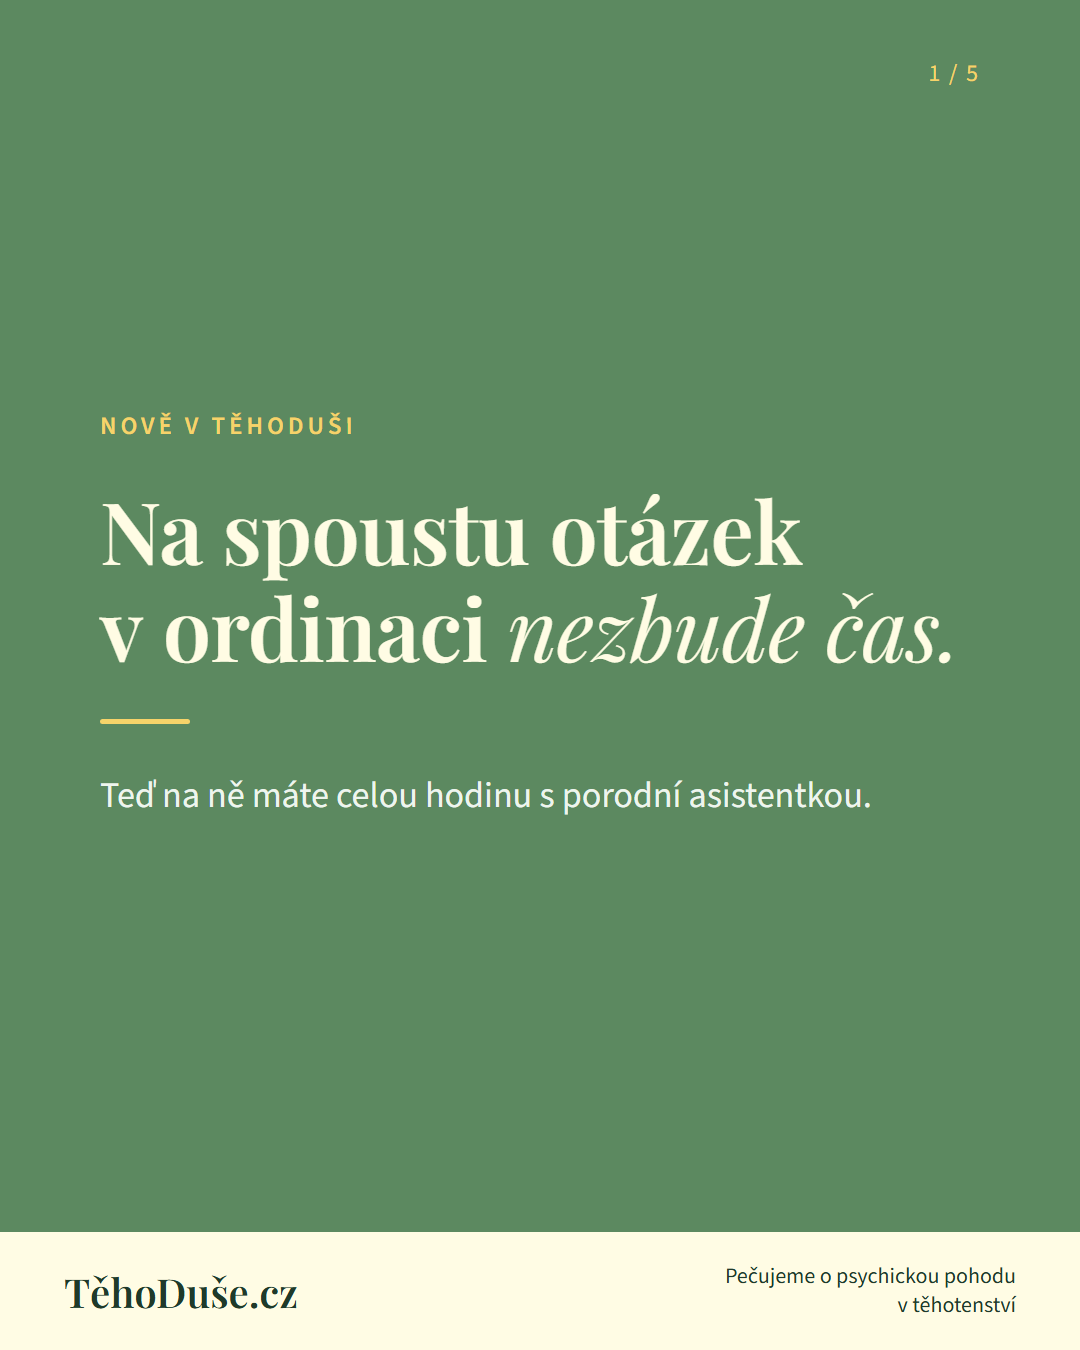 1 / 5
NOVĚ V TĚHODUŠI
Na spoustu otázek
v ordinaci nezbude čas.
Teď na ně máte celou hodinu s porodní asistentkou.
TěhoDuše.cz
Pečujeme o psychickou pohodu
v těhotenství